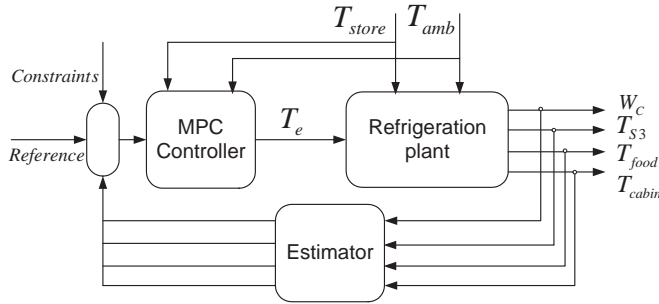 T_store T_amb
Constraints
Reference
MPC
Controller
T_e
Refrigeration
plant
W_C
T_S3
T_food
T_cabin
Estimator